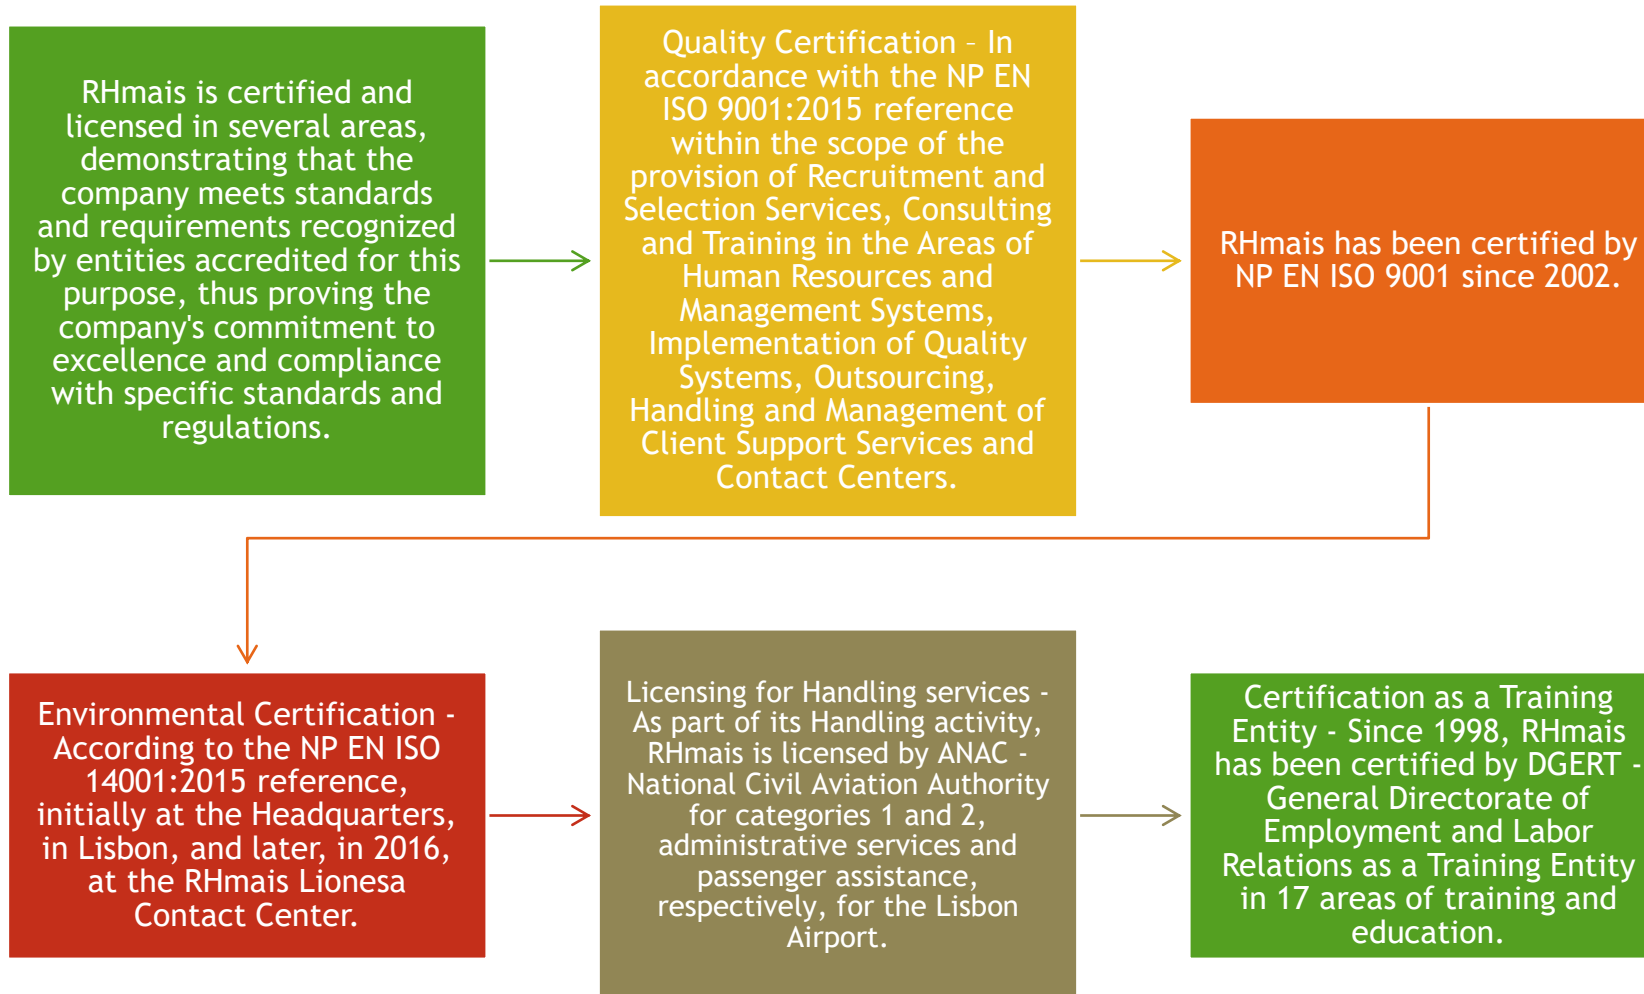 RHmais is certified and
licensed in several areas,
demonstrating that the
company meets standards
and requirements recognized
by entities accredited for this
purpose, thus proving the
company's commitment to
excellence and compliance
with specific standards and
regulations.
Quality Certification – In
accordance with the NP EN
ISO 9001:2015 reference
within the scope of the
provision of Recruitment and
Selection Services, Consulting
and Training in the Areas of
Human Resources and
Management Systems,
Implementation of Quality
Systems, Outsourcing,
Handling and Management of
Client Support Services and
Contact Centers.
RHmais has been certified by
NP EN ISO 9001 since 2002.
Environmental Certification -
According to the NP EN ISO
14001:2015 reference,
initially at the Headquarters,
in Lisbon, and later, in 2016,
at the RHmais Lionesa
Contact Center.
Licensing for Handling services -
As part of its Handling activity,
RHmais is licensed by ANAC -
National Civil Aviation Authority
for categories 1 and 2,
administrative services and
passenger assistance,
respectively, for the Lisbon
Airport.
Certification as a Training
Entity - Since 1998, RHmais
has been certified by DGERT -
General Directorate of
Employment and Labor
Relations as a Training Entity
in 17 areas of training and
education.